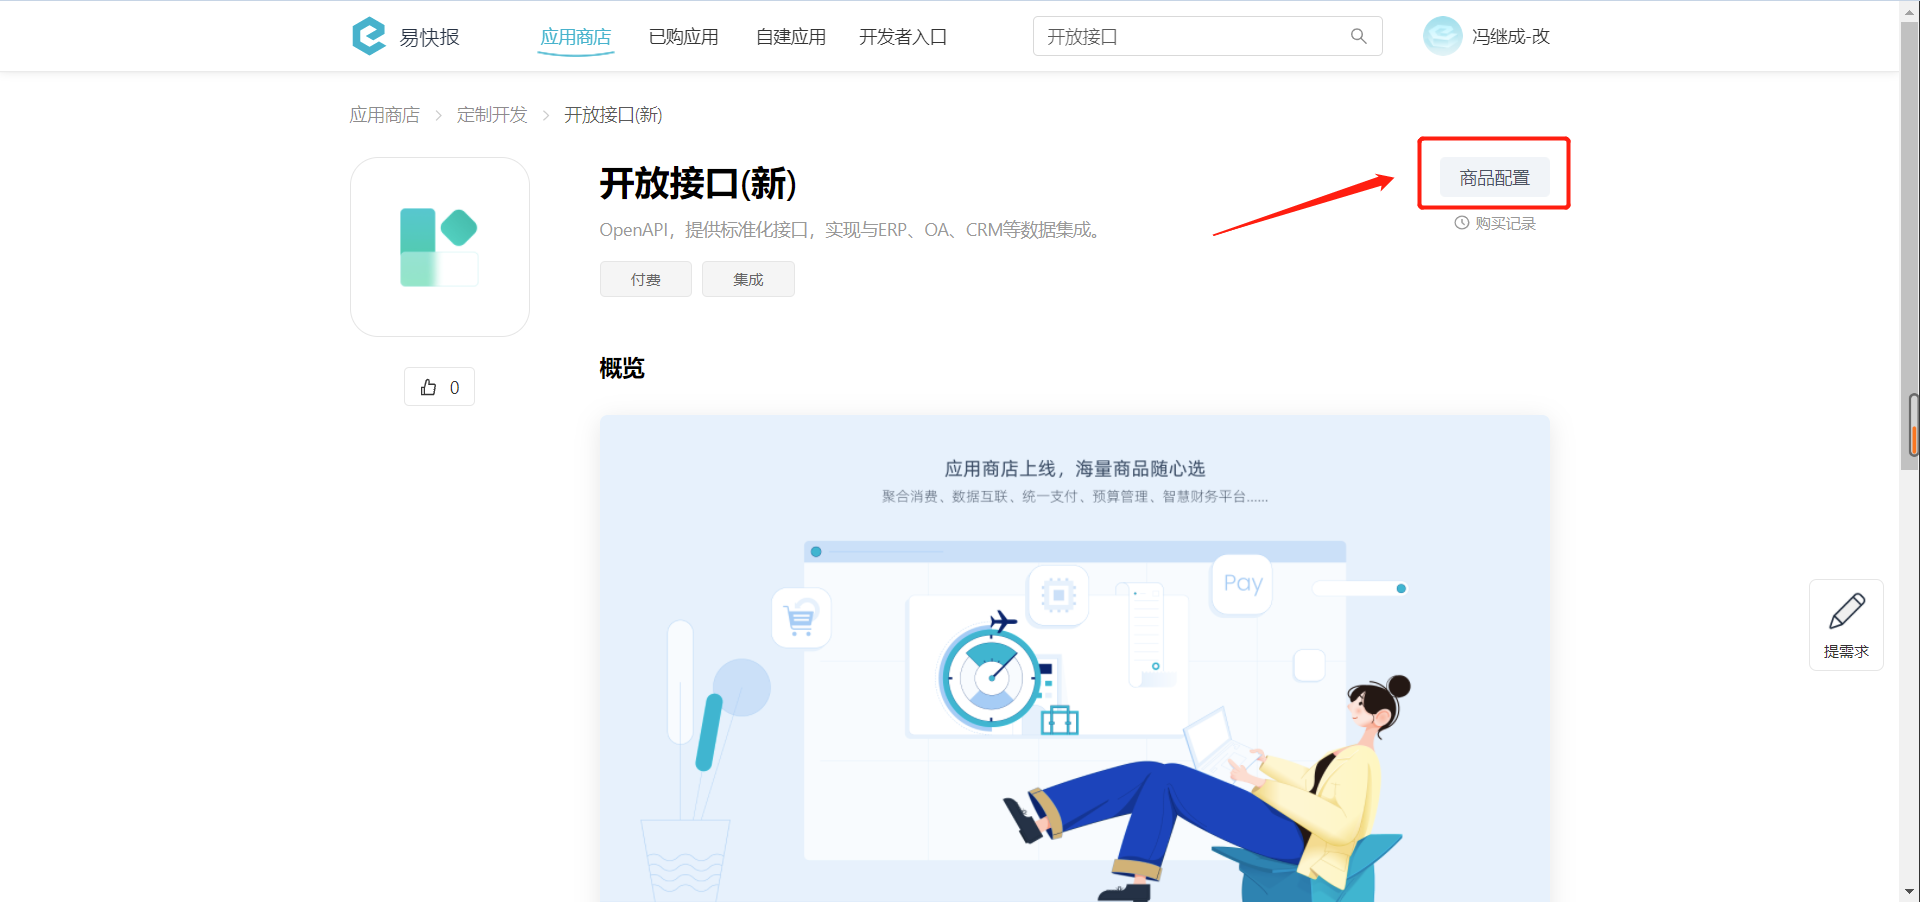 易快报
应用商店
已购应用
自建应用
开发者入口
开放接口
冯继成-改
应用商店 > 定制开发 > 开放接口(新)
开放接口(新)
商品配置
购买记录
OpenAPI，提供标准化接口，实现与ERP、OA、CRM等数据集成。
付费
集成
0
概览
应用商店上线，海量商品随心选
聚合消费、数据互联、统一支付、预算管理、智慧财务平台......
Pay
提需求